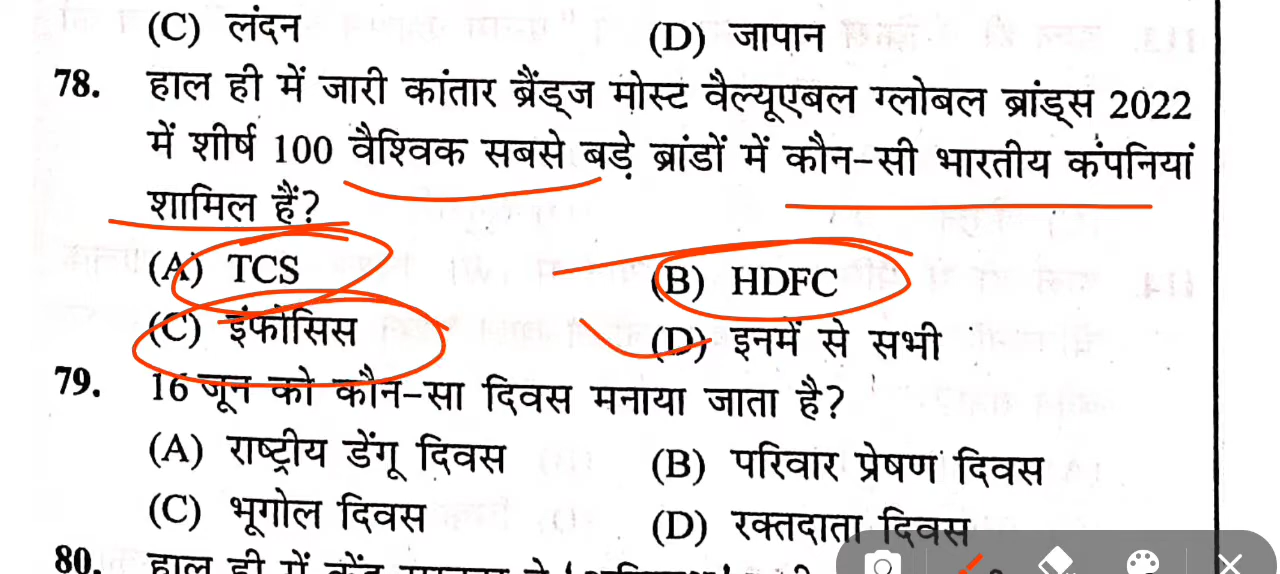 (C) लंदन (D) जापान
78. हाल ही में जारी कांतार ब्रैंड्ज मोस्ट वैल्यूएबल ग्लोबल ब्रांड्स 2022
में शीर्ष 100 वैश्विक सबसे बड़े ब्रांडों में कौन-सी भारतीय कंपनियां
शामिल हैं?
(A) TCS (B) HDFC
(C) इंफोसिस (D) इनमें से सभी
79. 16 जून को कौन-सा दिवस मनाया जाता है?
(A) राष्ट्रीय डेंगू दिवस (B) परिवार प्रेषण दिवस
(C) भूगोल दिवस (D) रक्तदाता दिवस
80. हाल ही में